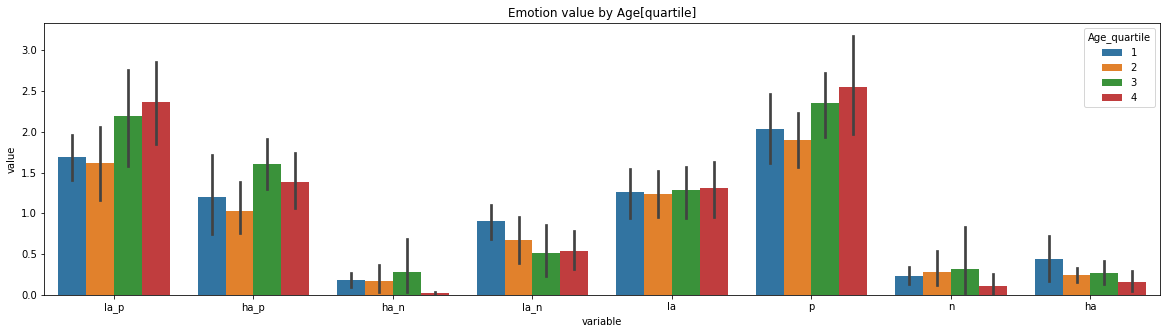 Emotion value by Age[quartile]
Age_quartile
1
2
3
4
value
3.0
2.5
2.0
1.5
1.0
0.5
0.0
la_p ha_p ha_n la_n la p n ha
variable